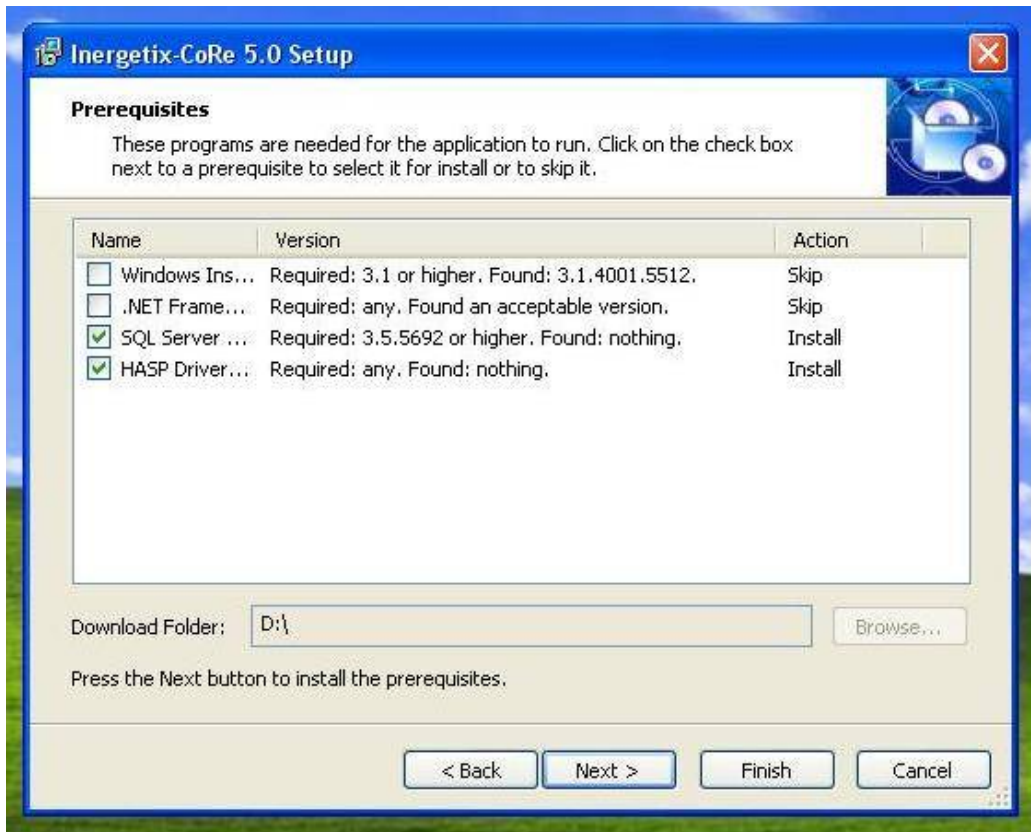 Inergetix-CoRe 5.0 Setup
Prerequisites
These programs are needed for the application to run. Click on the check box
next to a prerequisite to select it for install or to skip it.
Name Version Action
Windows Ins... Required: 3.1 or higher. Found: 3.1.4001.5512. Skip
.NET Frame... Required: any. Found an acceptable version. Skip
SQL Server ... Required: 3.5.5692 or higher. Found: nothing. Install
HASP Driver... Required: any. Found: nothing. Install
Download Folder: D:\ Browse...
Press the Next button to install the prerequisites.
< Back Next > Finish Cancel